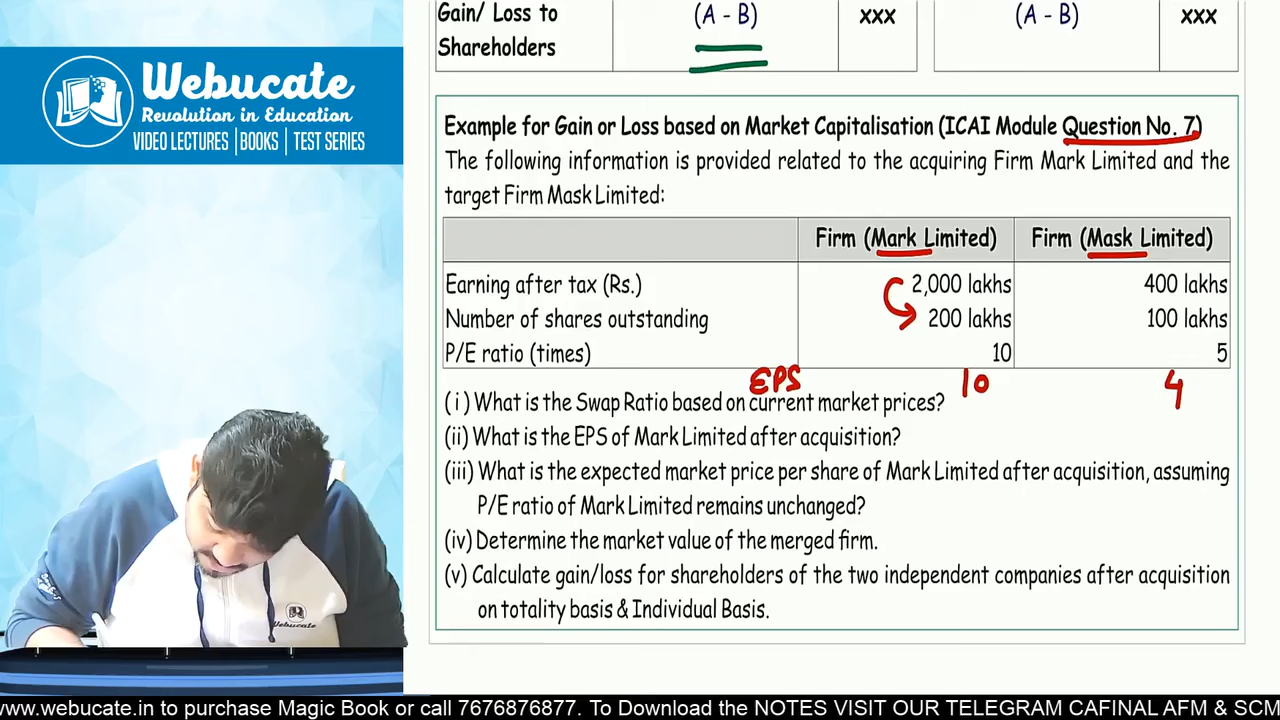 Gain/ Loss to Shareholders
(A - B)
xxx
(A - B)
xxx
Webucate
Revolution in Education
VIDEO LECTURES | BOOKS | TEST SERIES
Example for Gain or Loss based on Market Capitalisation (ICAI Module Question No. 7)
The following information is provided related to the acquiring Firm Mark Limited and the
target Firm Mask Limited:
Firm (Mark Limited) Firm (Mask Limited)
Earning after tax (Rs.) 2,000 lakhs 400 lakhs
Number of shares outstanding 200 lakhs 100 lakhs
P/E ratio (times) 10 5
EPS 10 4
(i) What is the Swap Ratio based on current market prices?
(ii) What is the EPS of Mark Limited after acquisition?
(iii) What is the expected market price per share of Mark Limited after acquisition, assuming
P/E ratio of Mark Limited remains unchanged?
(iv) Determine the market value of the merged firm.
(v) Calculate gain/loss for shareholders of the two independent companies after acquisition
on totality basis & Individual Basis.
Webucate
www.webucate.in to purchase Magic Book or call 7676876877. To Download the NOTES VISIT OUR TELEGRAM CAFINAL AFM & SCM